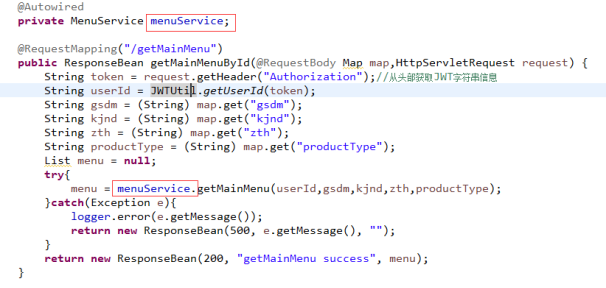 @Autowired
private MenuService menuService;
@RequestMapping("/getMainMenu")
public ResponseBean getMainMenuById(@RequestBody Map map,HttpServletRequest request) {
String token = request.getHeader("Authorization");//从头部获取JWT字符串信息
String userId = JWTUtil.getUserId(token);
String gsdm = (String) map.get("gsdm");
String kjnd = (String) map.get("kjnd");
String zth = (String) map.get("zth");
String productType = (String) map.get("productType");
List menu = null;
try{
menu = menuService.getMainMenu(userId,gsdm,kjnd,zth,productType);
}catch(Exception e){
logger.error(e.getMessage());
return new ResponseBean(500, e.getMessage(), "");
}
return new ResponseBean(200, "getMainMenu success", menu);
}